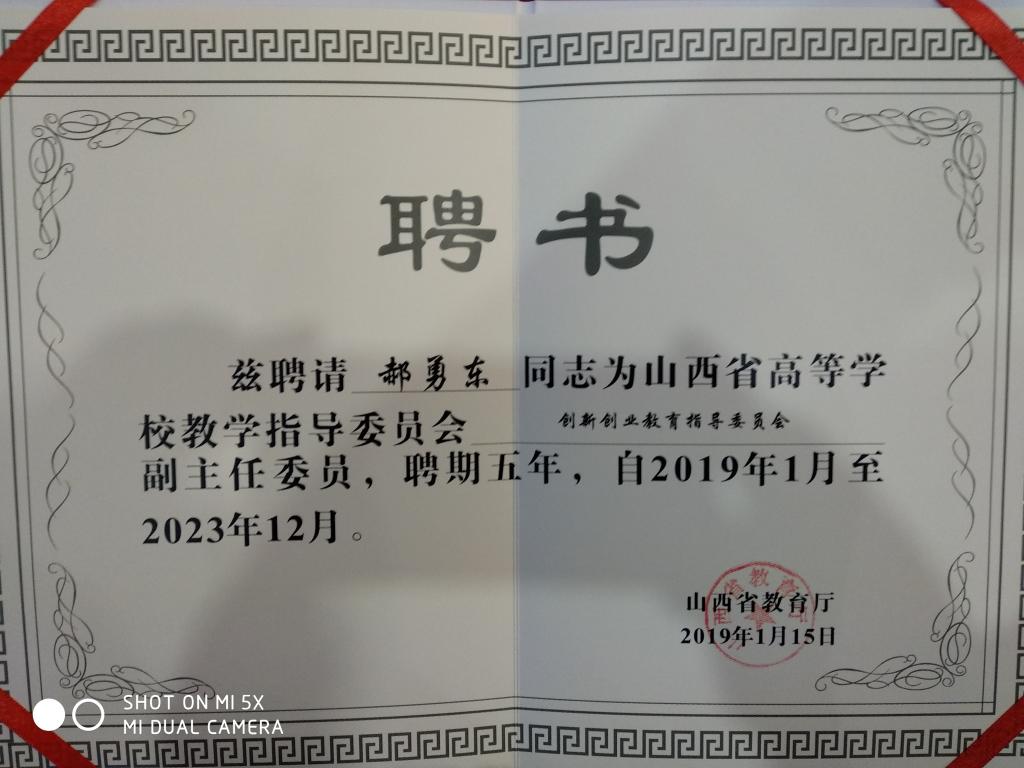 聘书
兹聘请 郝勇东 同志为山西省高等学
校教学指导委员会 创新创业教育指导委员会
副主任委员，聘期五年，自2019年1月至
2023年12月。
山西省教育厅
2019年1月15日
SHOT ON MI 5X
MI DUAL CAMERA